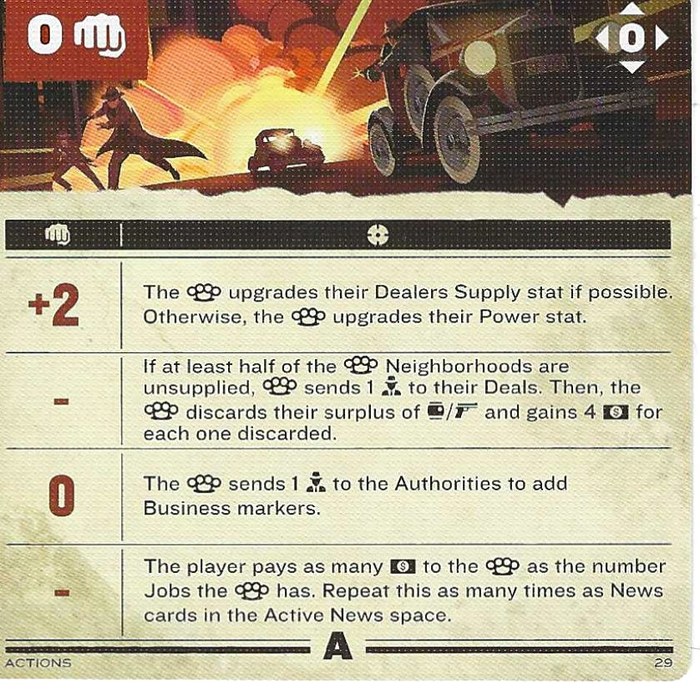 0
0
+2
The upgrades their Dealers Supply stat if possible.
Otherwise, the upgrades their Power stat.
-
If at least half of the Neighborhoods are
unsupplied, sends 1 to their Deals. Then, the
discards their surplus of / and gains 4 $ for
each one discarded.
0
The sends 1 to the Authorities to add
Business markers.
-
The player pays as many $ to the as the number
Jobs the has. Repeat this as many times as News
cards in the Active News space.
A
ACTIONS
29